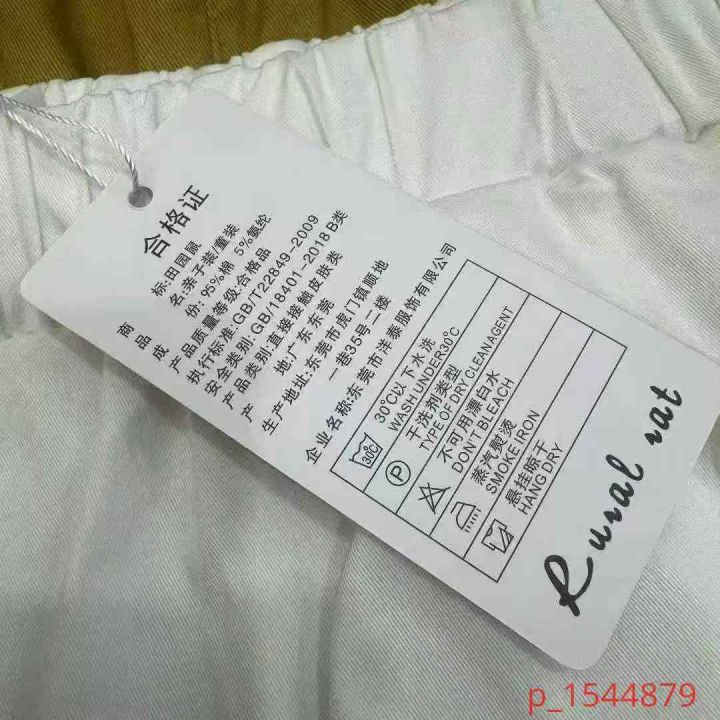 合格证
商标:田园鼠
品名:亲子装/童装
成份:95%棉 5%氨纶
产品质量等级:合格品
执行标准:GB/T22849-2009
安全类别:GB/18401-2018 B类
产品类别:直接接触皮肤类
产地:广东东莞
生产地址:东莞市虎门镇顺地
一巷35号二楼
企业名称:东莞市洋泰服饰有限公司
30℃
30℃以下水洗
WASH UNDER30℃
P
干洗剂类型
TYPE OF DRY CLEANAGENT
不可用漂白水
DON'T BLEACH
蒸汽熨烫
SMOKE IRON
悬挂晾干
HANG DRY
Rural rat
p_1544879